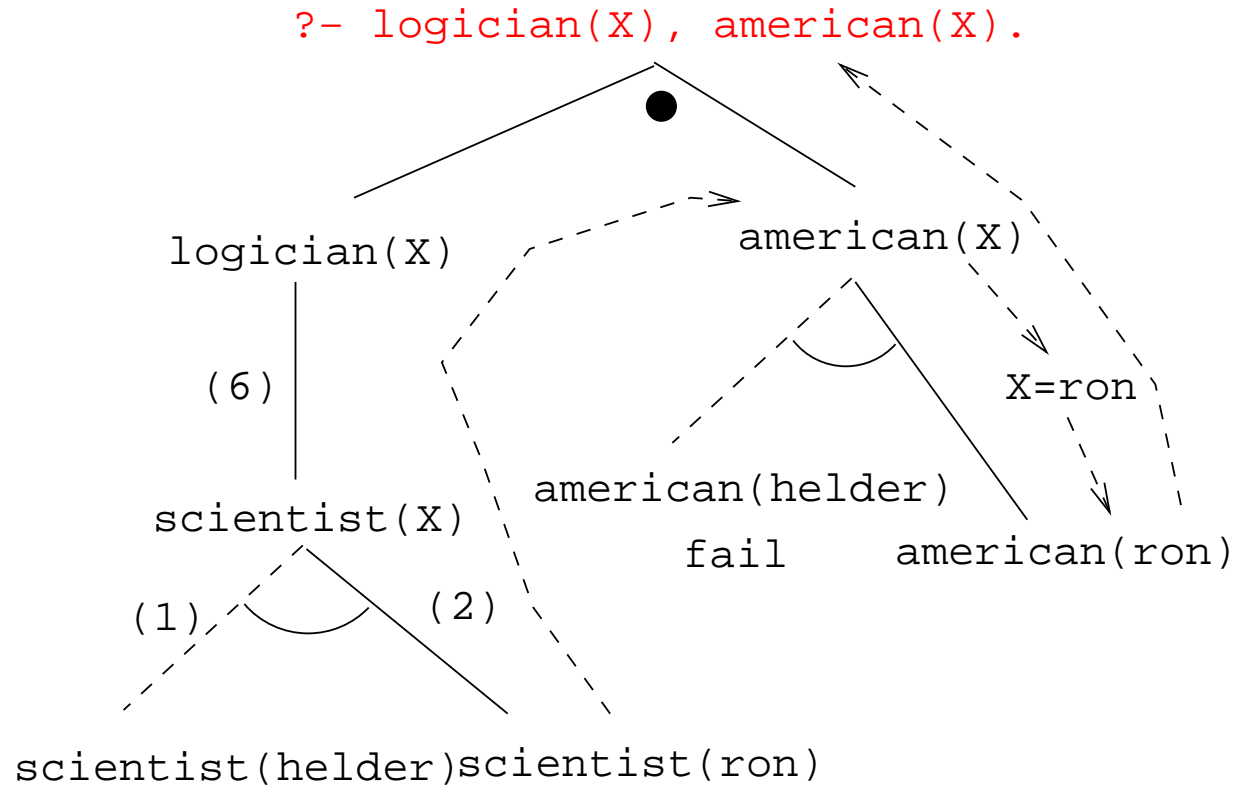 ?- logician(X), american(X).
logician(X)
american(X)
(6)
X=ron
scientist(X)
american(helder)
fail
american(ron)
(1)
(2)
scientist(helder)
scientist(ron)